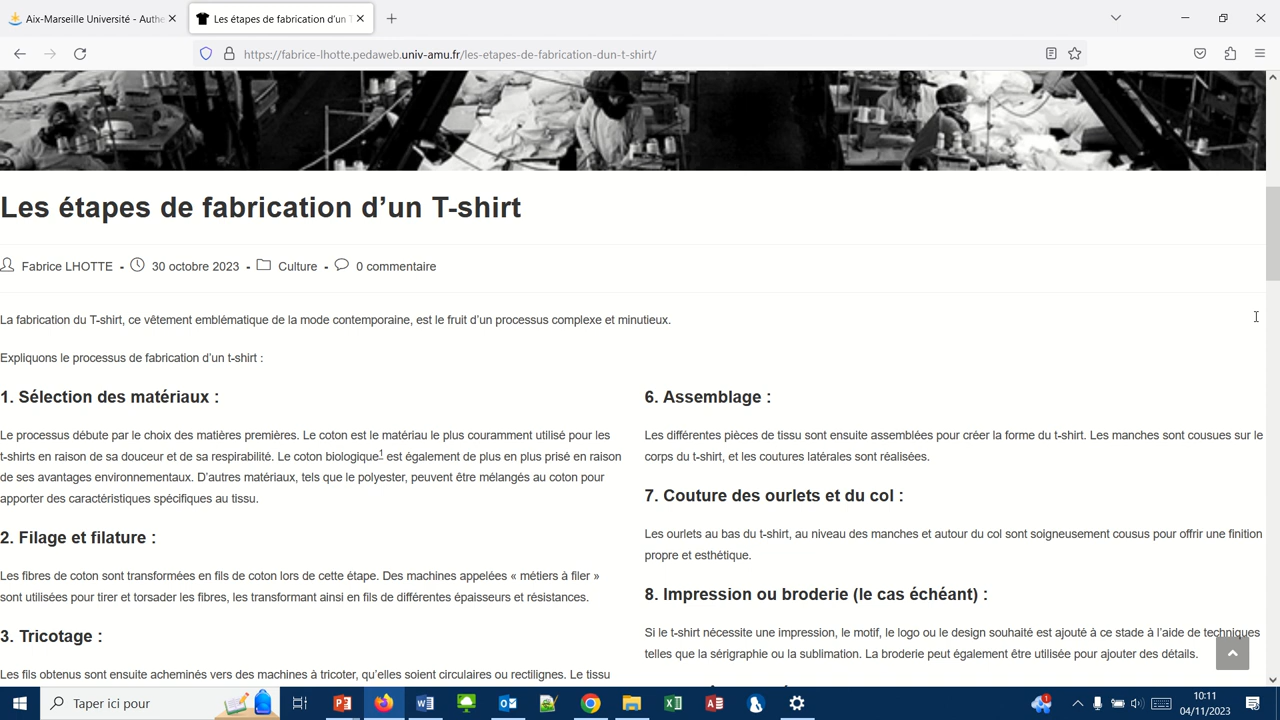 Aix-Marseille Université - Authe
Les étapes de fabrication d'un T
https://fabrice-lhotte.pedaweb.univ-amu.fr/les-etapes-de-fabrication-dun-t-shirt/
Les étapes de fabrication d’un T-shirt
Fabrice LHOTTE - 30 octobre 2023 - Culture - 0 commentaire
La fabrication du T-shirt, ce vêtement emblématique de la mode contemporaine, est le fruit d’un processus complexe et minutieux.
Expliquons le processus de fabrication d’un t-shirt :
1. Sélection des matériaux :
Le processus débute par le choix des matières premières. Le coton est le matériau le plus couramment utilisé pour les
t-shirts en raison de sa douceur et de sa respirabilité. Le coton biologique1 est également de plus en plus prisé en raison
de ses avantages environnementaux. D’autres matériaux, tels que le polyester, peuvent être mélangés au coton pour
apporter des caractéristiques spécifiques au tissu.
2. Filage et filature :
Les fibres de coton sont transformées en fils de coton lors de cette étape. Des machines appelées « métiers à filer »
sont utilisées pour tirer et torsader les fibres, les transformant ainsi en fils de différentes épaisseurs et résistances.
3. Tricotage :
Les fils obtenus sont ensuite acheminés vers des machines à tricoter, qu’elles soient circulaires ou rectilignes. Le tissu
6. Assemblage :
Les différentes pièces de tissu sont ensuite assemblées pour créer la forme du t-shirt. Les manches sont cousues sur le
corps du t-shirt, et les coutures latérales sont réalisées.
7. Couture des ourlets et du col :
Les ourlets au bas du t-shirt, au niveau des manches et autour du col sont soigneusement cousus pour offrir une finition
propre et esthétique.
8. Impression ou broderie (le cas échéant) :
Si le t-shirt nécessite une impression, le motif, le logo ou le design souhaité est ajouté à ce stade à l’aide de techniques
telles que la sérigraphie ou la sublimation. La broderie peut également être utilisée pour ajouter des détails.
Taper ici pour
10:11
04/11/2023